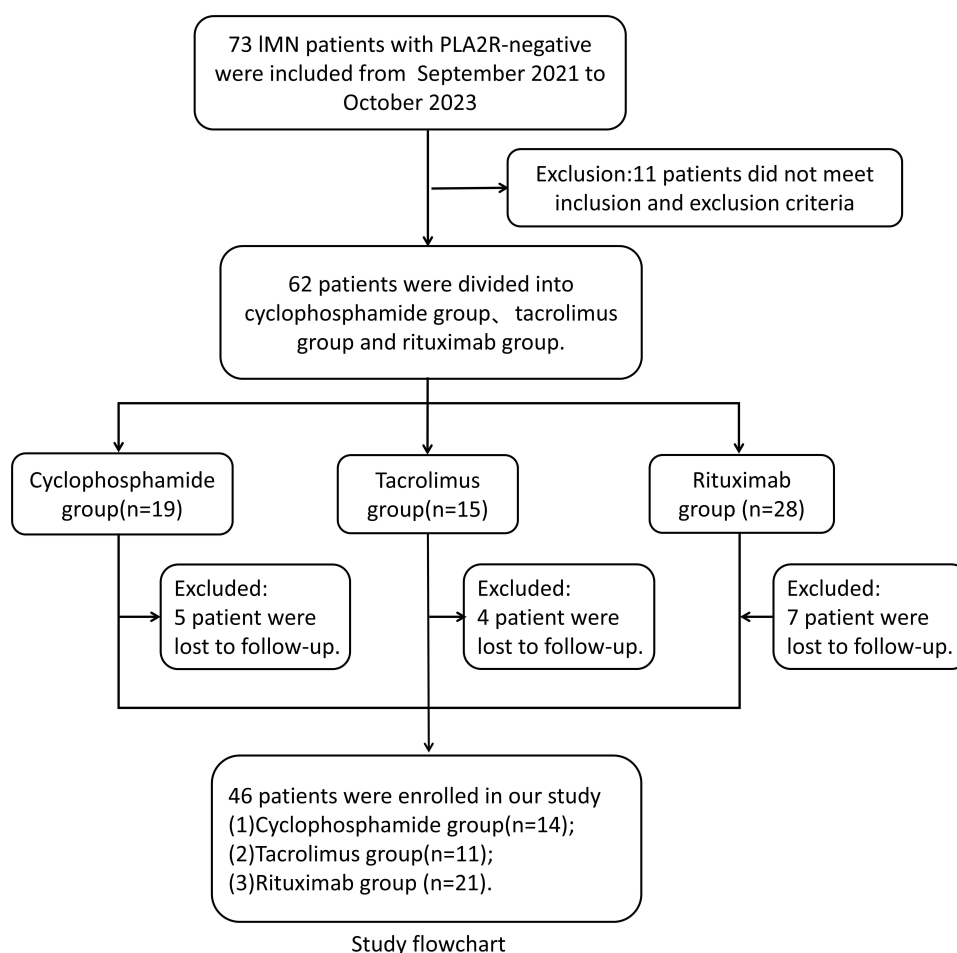 73 IMN patients with PLA2R-negative
were included from September 2021 to
October 2023
Exclusion:11 patients did not meet
inclusion and exclusion criteria
62 patients were divided into
cyclophosphamide group、tacrolimus
group and rituximab group.
Cyclophosphamide
group(n=19)
Tacrolimus
group(n=15)
Rituximab
group (n=28)
Excluded:
5 patient were
lost to follow-up.
Excluded:
4 patient were
lost to follow-up.
Excluded:
7 patient were
lost to follow-up.
46 patients were enrolled in our study
(1)Cyclophosphamide group(n=14);
(2)Tacrolimus group(n=11);
(3)Rituximab group (n=21).
Study flowchart